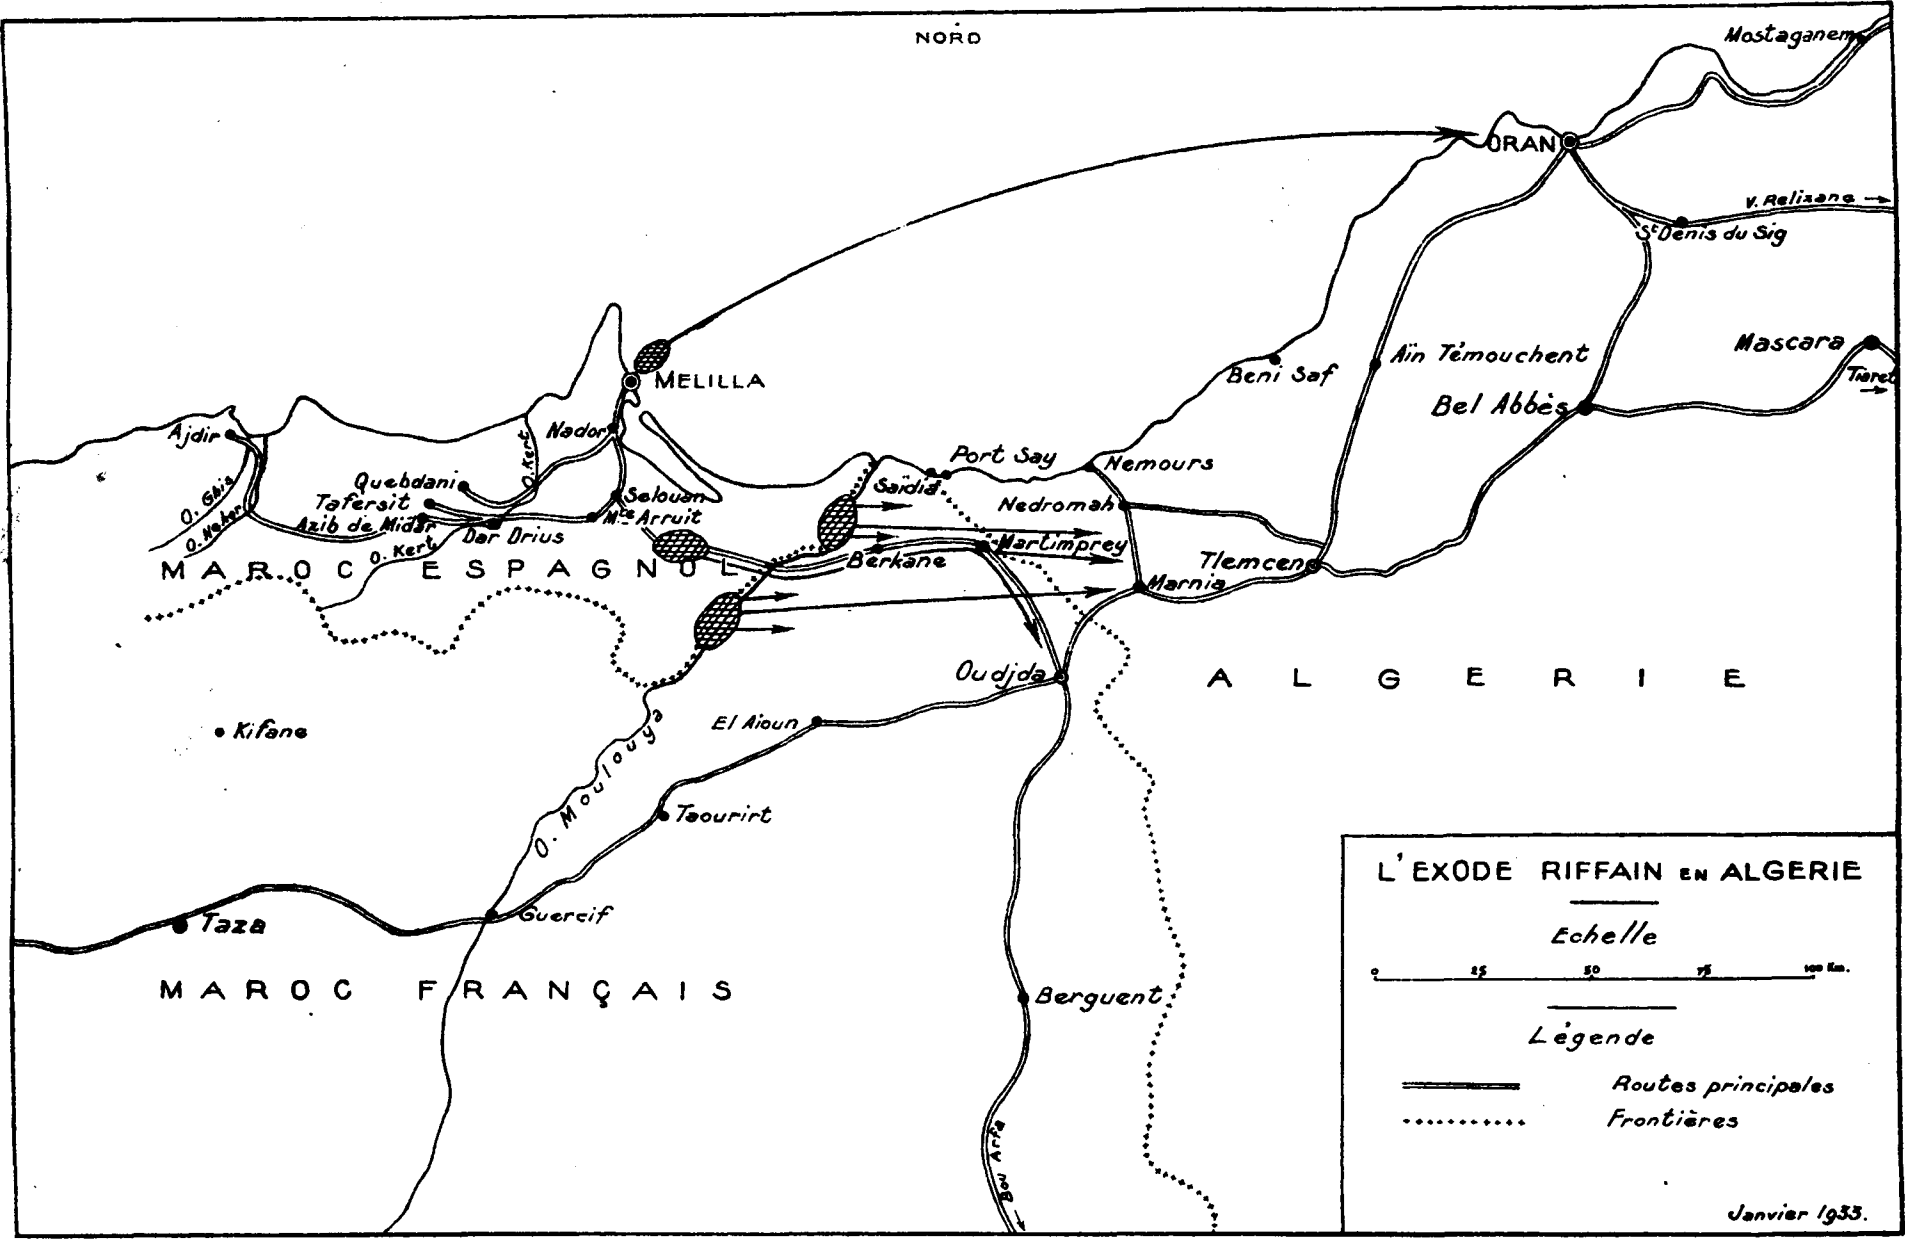 NORD
Mostaganem
ORAN
V. Relizane
St Denis du Sig
MELILLA
Aïn Témouchent
Mascara
Beni Saf
Tiaret
Bel Abbès
Ajdir
Nador
O. Kert
Port Say
Nemours
Quebdani
Saïdia
Tafersit
Selouan
Nedromah
O. Ghis
Azib de Midar
Mte Arruit
O. Neker
Dar Drius
O. Kert
Martimprey
Berkane
Tlemcen
MAROC ESPAGNOL
Marnia
Oudjda
ALGERIE
El Aïoun
Kifane
O. Moulouya
Taourirt
Guercif
Taza
MAROC FRANÇAIS
Berguent
Bou Arfa
L'EXODE RIFFAIN EN ALGERIE
Echelle
0 25 50 75 100 Km.
Légende
Routes principales
Frontières
Janvier 1933.